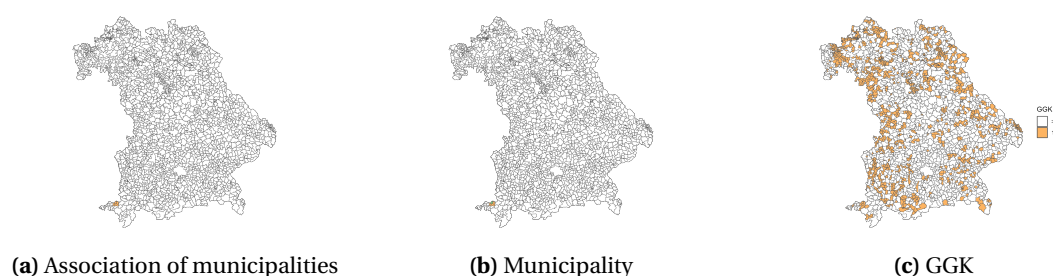 GGK
(a) Association of municipalities
(b) Municipality
(c) GGK